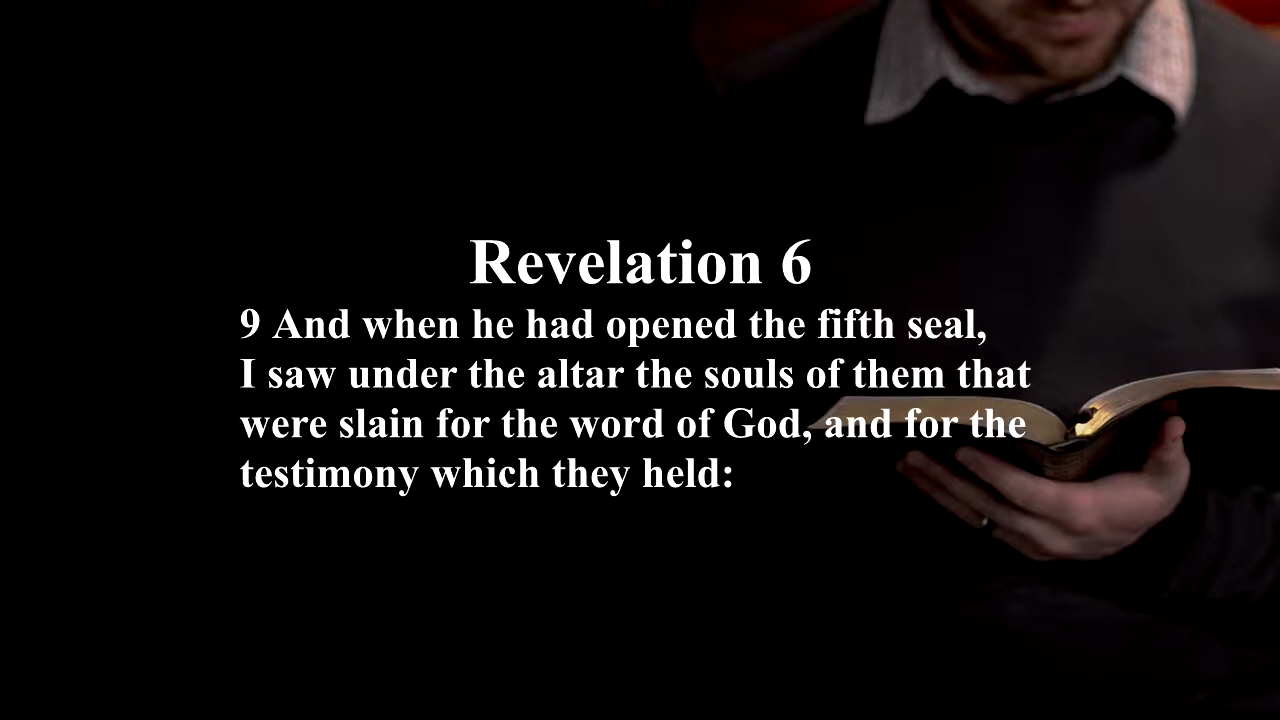 Revelation 6
9 And when he had opened the fifth seal,
I saw under the altar the souls of them that
were slain for the word of God, and for the
testimony which they held: